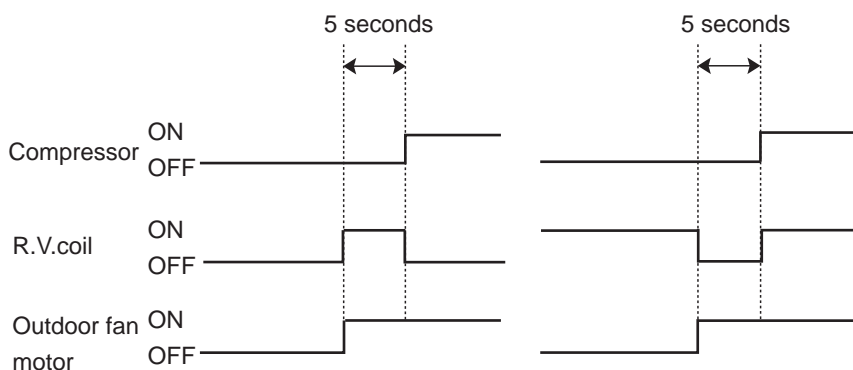 5 seconds
5 seconds
ON
Compressor
OFF
ON
R.V.coil
OFF
ON
Outdoor fan
motor
OFF